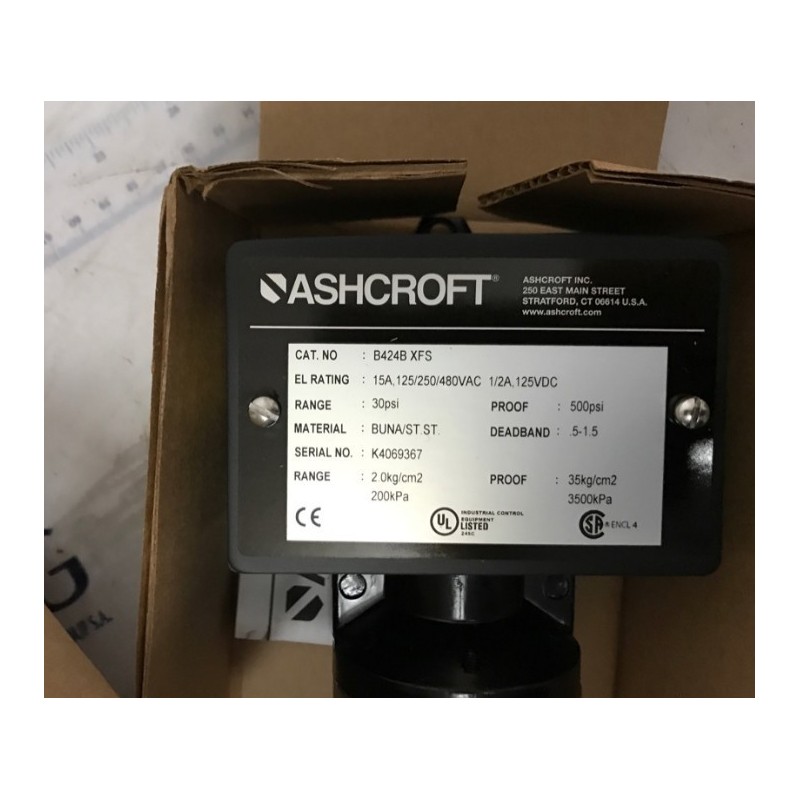 ASHCROFT®
ASHCROFT INC.
250 EAST MAIN STREET
STRATFORD, CT 06614 U.S.A.
www.ashcroft.com
CAT. NO : B424B XFS
EL RATING : 15A,125/250/480VAC 1/2A,125VDC
RANGE : 30psi PROOF : 500psi
MATERIAL : BUNA/ST.ST. DEADBAND : .5-1.5
SERIAL NO. : K4069367
RANGE : 2.0kg/cm2 PROOF : 35kg/cm2
200kPa 3500kPa
CE
UL INDUSTRIAL CONTROL
EQUIPMENT
LISTED
24SC
SA ® ENCL 4
G